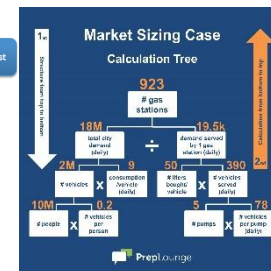 st
Market Sizing Case
Calculation Tree
1st
Structure from top to bottom
Calculation from bottom to top
2nd
923
# gas
stations
18M
total city
demand
(daily)
÷
19.5k
demand served
by 1 gas
station (daily)
2M
# vehicles
x
9
consumption
/vehicle
(daily)
50
# liters
bought/
vehicle
x
390
# vehicles
served
(daily)
10M
# people
x
0.2
# vehicles
per
person
5
# pumps
x
78
# vehicles
per pump
(daily)
PrepLounge